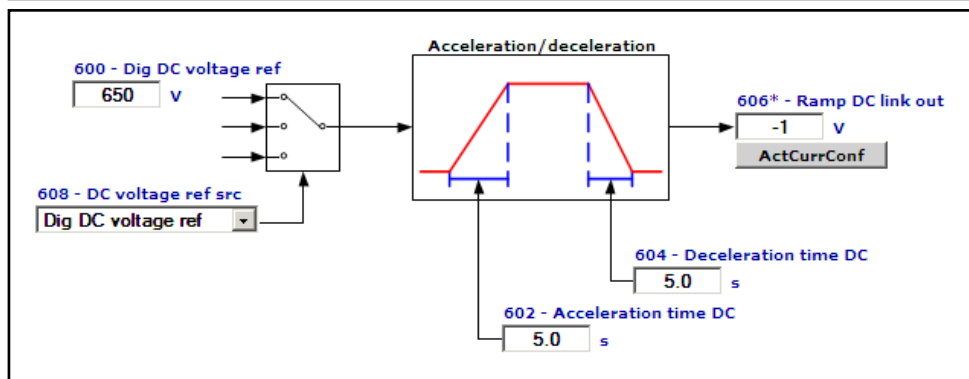 Acceleration/deceleration
600 - Dig DC voltage ref
650 V
606* - Ramp DC link out
-1 V
ActCurrConf
608 - DC voltage ref src
Dig DC voltage ref
604 - Deceleration time DC
5.0 s
602 - Acceleration time DC
5.0 s